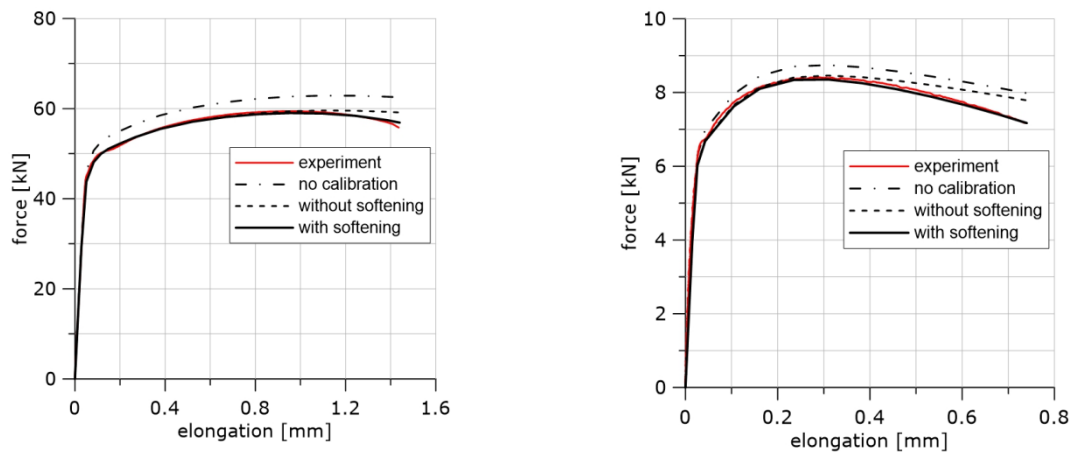 80
60
40
20
0
force [kN]
0
0.4
0.8
1.2
1.6
elongation [mm]
experiment
no calibration
without softening
with softening
10
8
6
4
2
0
force [kN]
0
0.2
0.4
0.6
0.8
elongation [mm]
experiment
no calibration
without softening
with softening